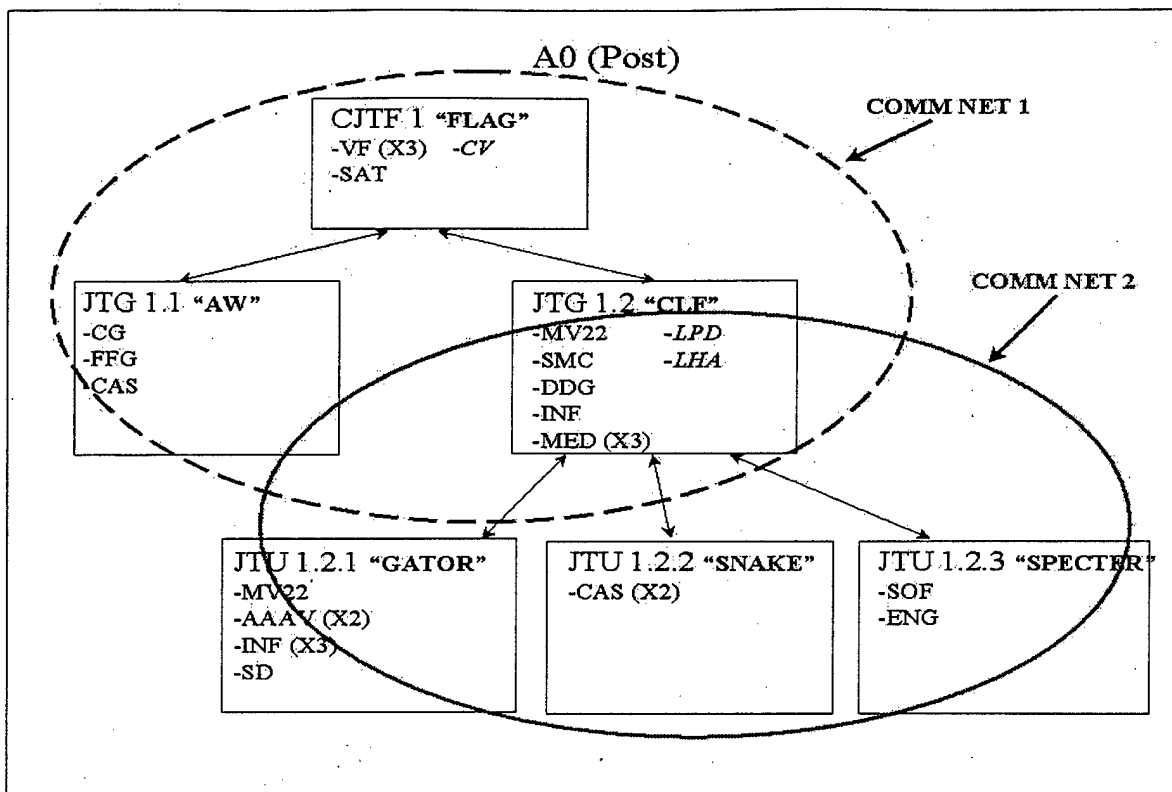 A0 (Post)
COMM NET 1
CJTF 1 “FLAG”
-VF (X3) -CV
-SAT
COMM NET 2
JTG 1.1 “AW”
-CG
-FFG
-CAS
JTG 1.2 “CLF”
-MV22 -LPD
-SMC -LHA
-DDG
-INF
-MED (X3)
JTU 1.2.1 “GATOR”
-MV22
-AAAV (X2)
-INF (X3)
-SD
JTU 1.2.2 “SNAKE”
-CAS (X2)
JTU 1.2.3 “SPECTER”
-SOF
-ENG